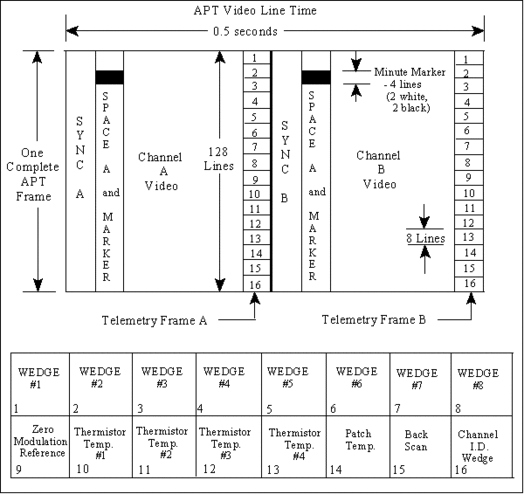 APT Video Line Time
0.5 seconds
One
Complete
APT
Frame
SYNC A
SPACE A and MARKER
Channel
A
Video
128
Lines
1
2
3
4
5
6
7
8
9
10
11
12
13
14
15
16
SYNC B
SPACE A and MARKER
Minute Marker
- 4 lines
(2 white,
2 black)
Channel
B
Video
8 Lines
1
2
3
4
5
6
7
8
9
10
11
12
13
14
15
16
Telemetry Frame A
Telemetry Frame B
WEDGE
#1
1
WEDGE
#2
2
WEDGE
#3
3
WEDGE
#4
4
WEDGE
#5
5
WEDGE
#6
6
WEDGE
#7
7
WEDGE
#8
8
Zero
Modulation
Reference
9
Thermistor
Temp.
#1
10
Thermistor
Temp.
#2
11
Thermistor
Temp.
#3
12
Thermistor
Temp.
#4
13
Patch
Temp.
14
Back
Scan
15
Channel
I.D.
Wedge
16